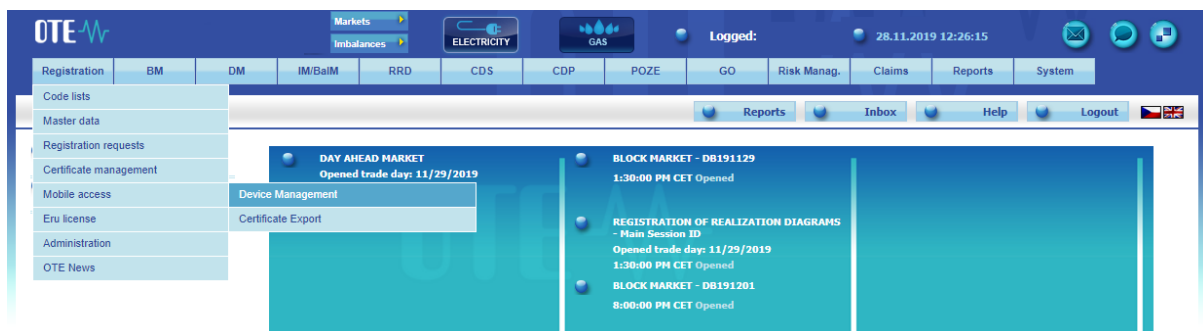 OTE
Markets
Imbalances
ELECTRICITY
GAS
Logged:
28.11.2019 12:26:15
Registration BM DM IM/BalM RRD CDS CDP POZE GO Risk Manag. Claims Reports System
Code lists
Master data
Registration requests
Certificate management
Mobile access
Eru license
Administration
OTE News
Device Management
Certificate Export
Reports Inbox Help Logout
DAY AHEAD MARKET
Opened trade day: 11/29/2019
BLOCK MARKET - DB191129
1:30:00 PM CET Opened
REGISTRATION OF REALIZATION DIAGRAMS
- Main Session ID
Opened trade day: 11/29/2019
1:30:00 PM CET Opened
BLOCK MARKET - DB191201
8:00:00 PM CET Opened